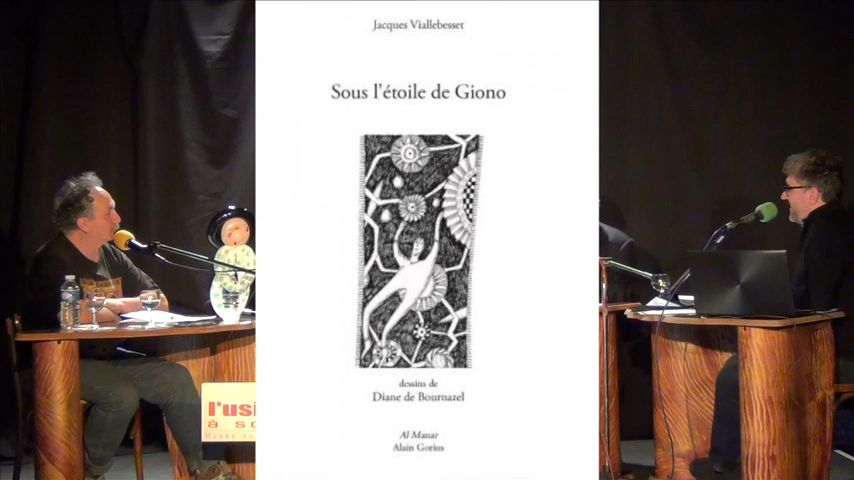 Jacques Viallebesset
Sous l'étoile de Giono
dessins de
Diane de Bournazel
Al Manar
Alain Gorius
l'usi
à so